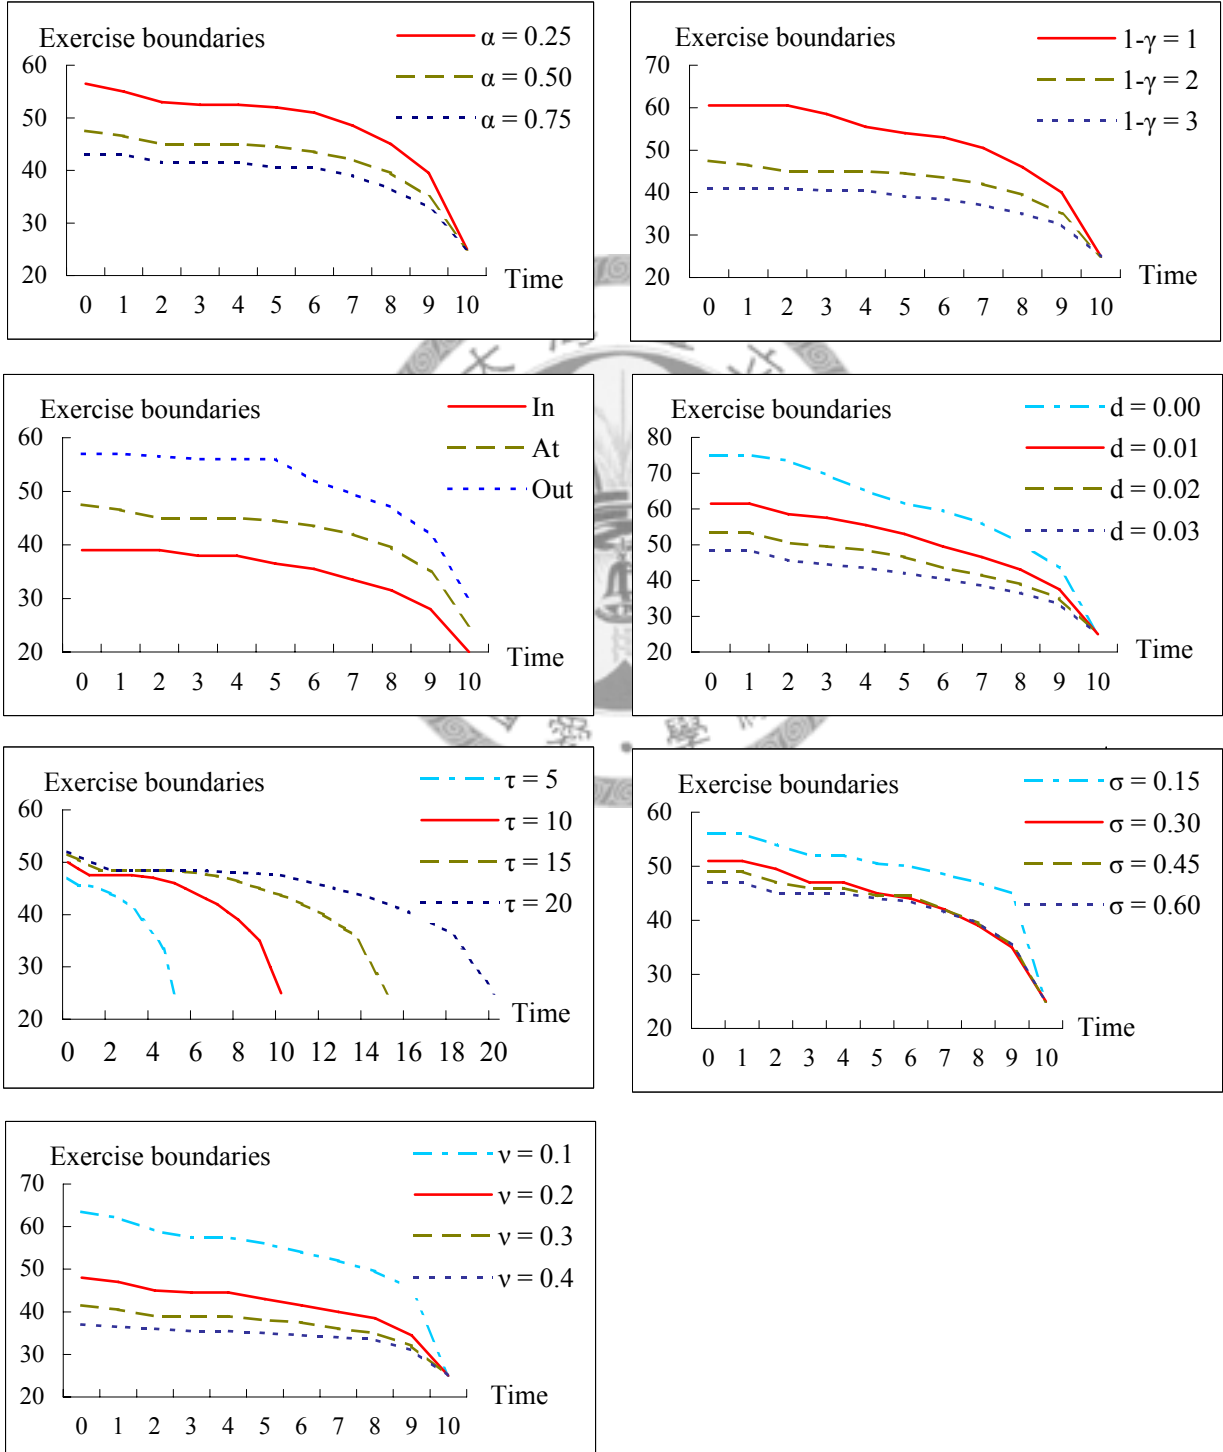 Exercise boundaries
α = 0.25
α = 0.50
α = 0.75
60
50
40
30
20
0 1 2 3 4 5 6 7 8 9 10
Time
Exercise boundaries
1-γ = 1
1-γ = 2
1-γ = 3
70
60
50
40
30
20
0 1 2 3 4 5 6 7 8 9 10
Time
Exercise boundaries
In
At
Out
60
50
40
30
20
0 1 2 3 4 5 6 7 8 9 10
Time
Exercise boundaries
d = 0.00
d = 0.01
d = 0.02
d = 0.03
80
70
60
50
40
30
20
0 1 2 3 4 5 6 7 8 9 10
Time
Exercise boundaries
τ = 5
τ = 10
τ = 15
τ = 20
60
50
40
30
20
0 2 4 6 8 10 12 14 16 18 20
Time
Exercise boundaries
σ = 0.15
σ = 0.30
σ = 0.45
σ = 0.60
60
50
40
30
20
0 1 2 3 4 5 6 7 8 9 10
Time
Exercise boundaries
ν = 0.1
ν = 0.2
ν = 0.3
ν = 0.4
70
60
50
40
30
20
0 1 2 3 4 5 6 7 8 9 10
Time